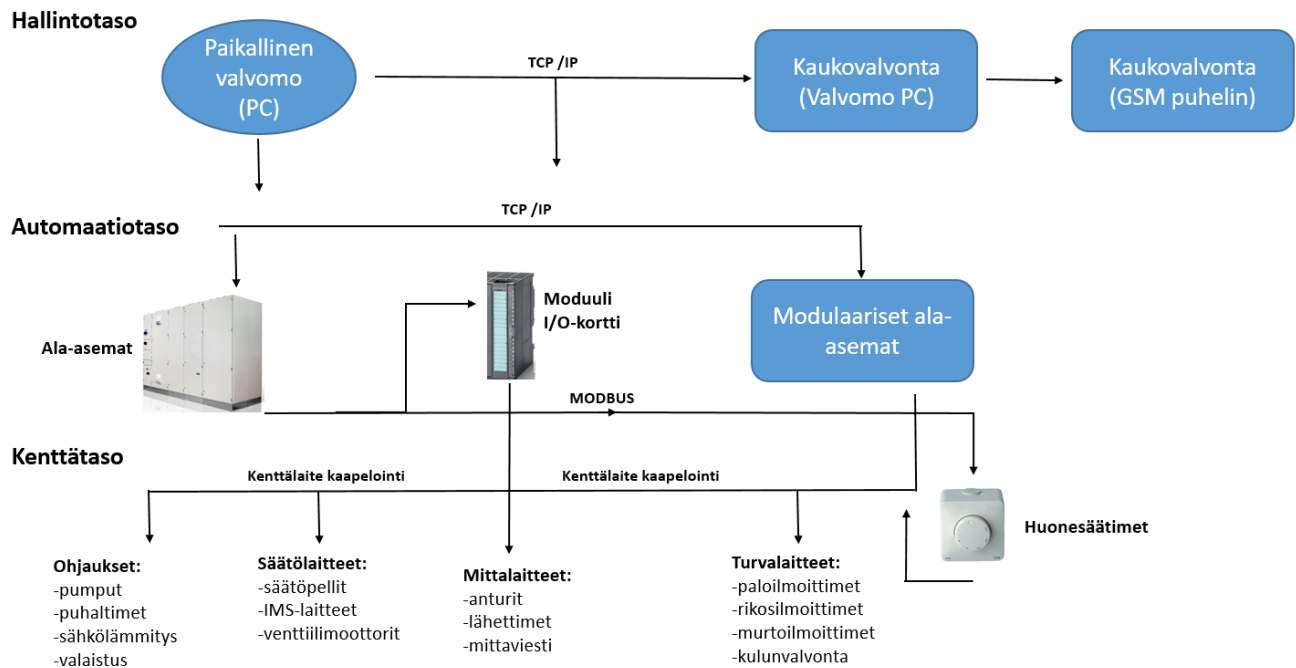 Hallintotaso
Paikallinen
valvomo
(PC)
TCP /IP
Kaukovalvonta
(Valvomo PC)
Kaukovalvonta
(GSM puhelin)
Automaatiotaso
TCP /IP
Ala-asemat
Moduuli
I/O-kortti
Modulaariset ala-
asemat
MODBUS
Kenttätaso
Kenttälaite kaapelointi
Kenttälaite kaapelointi
Huonesäätimet
Ohjaukset:
-pumput
-puhaltimet
-sähkölämmitys
-valaistus
Säätölaitteet:
-säätöpellit
-IMS-laitteet
-venttiilimoottorit
Mittalaitteet:
-anturit
-lähettimet
-mittaviesti
Turvalaitteet:
-paloilmoittimet
-rikosilmoittimet
-murtoilmoittimet
-kulunvalvonta